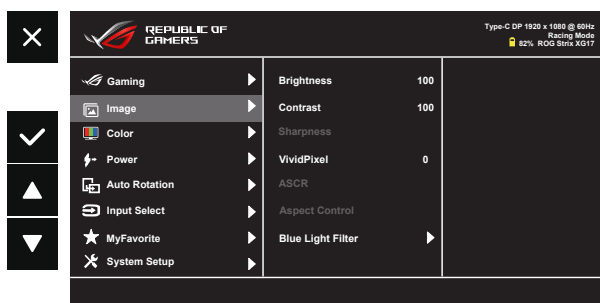 REPUBLIC OF
GAMERS
Type-C DP 1920 x 1080 @ 60Hz
Racing Mode
82% ROG Strix XG17
Gaming
Image
Color
Power
Auto Rotation
Input Select
MyFavorite
System Setup
Brightness 100
Contrast 100
Sharpness
VividPixel 0
ASCR
Aspect Control
Blue Light Filter